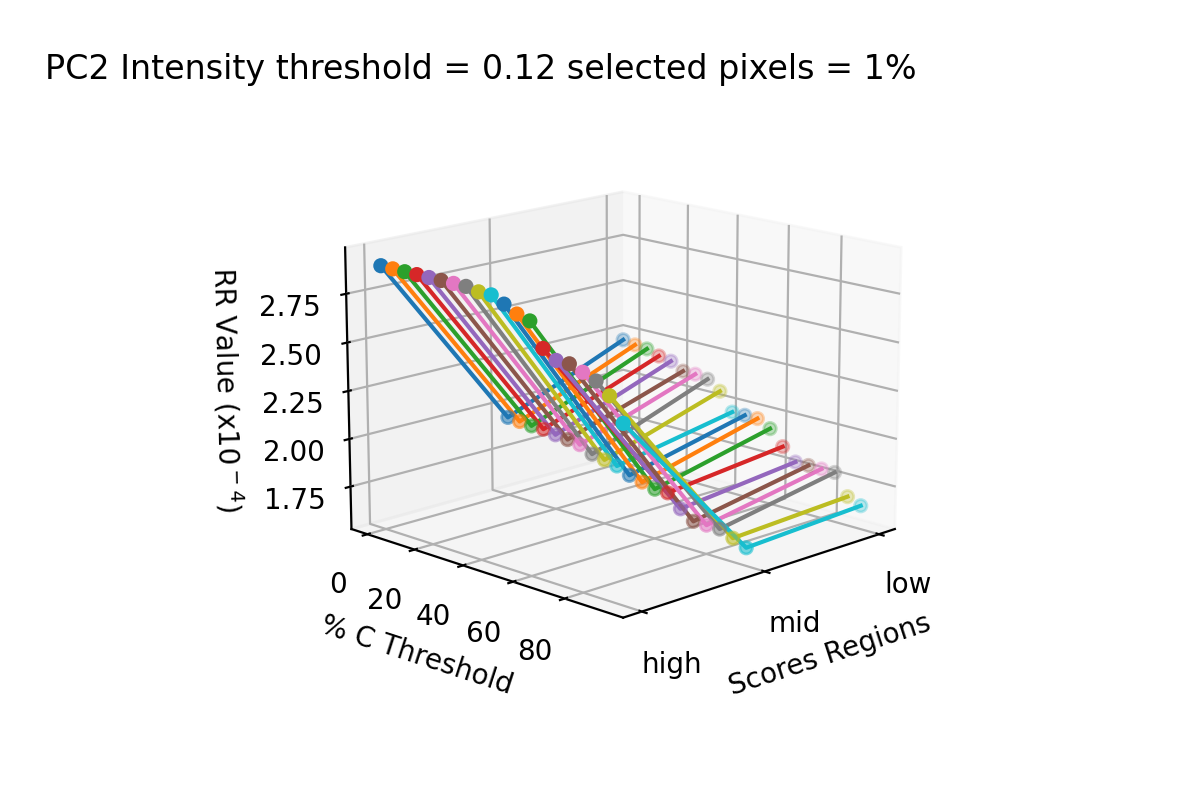 PC2 Intensity threshold = 0.12 selected pixels = 1%
RR Value (x10⁻⁴)
2.75
2.50
2.25
2.00
1.75
0
20
40
60
80
% C Threshold
high
mid
low
Scores Regions